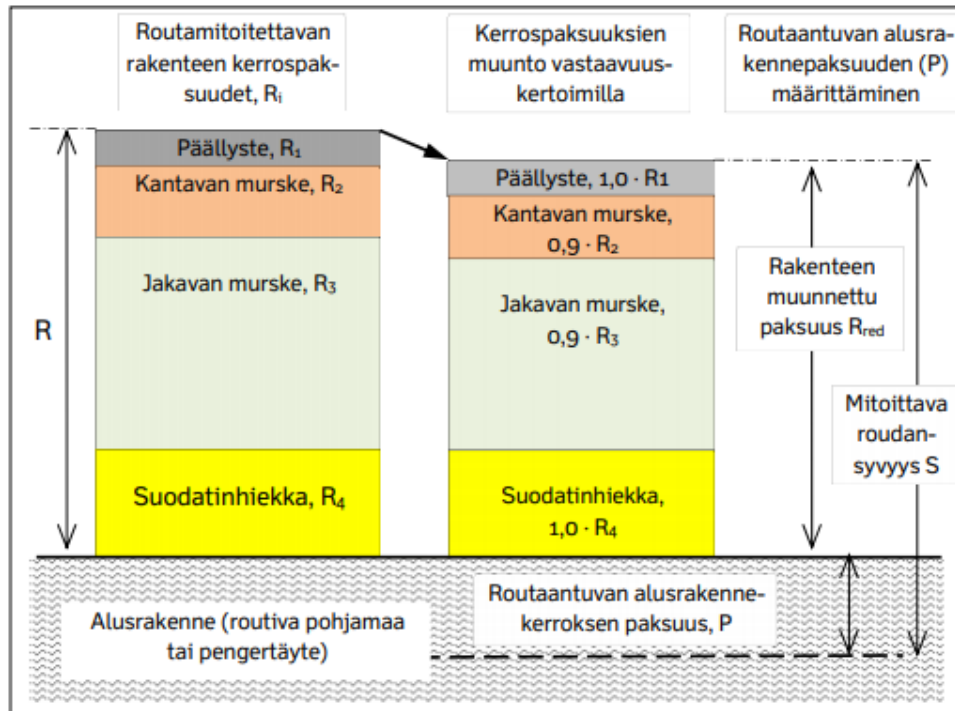 Routamitoitettavan
rakenteen kerrospak-
suudet, Rᵢ
Kerrospaksuuksien
muunto vastaavuus-
kertoimilla
Routaantuvan alusra-
kennepaksuuden (P)
määrittäminen
Päällyste, R₁
Kantavan murske, R₂
Jakavan murske, R₃
R
Suodatinhiekka, R₄
Päällyste, 1,0 · R1
Kantavan murske,
0,9 · R₂
Jakavan murske,
0,9 · R₃
Suodatinhiekka,
1,0 · R₄
Rakenteen
muunnettu
paksuus Rred
Mitoittava
roudan-
syvyys S
Alusrakenne (routiva pohjamaa
tai pengertäyte)
Routaantuvan alusrakenne-
kerroksen paksuus, P